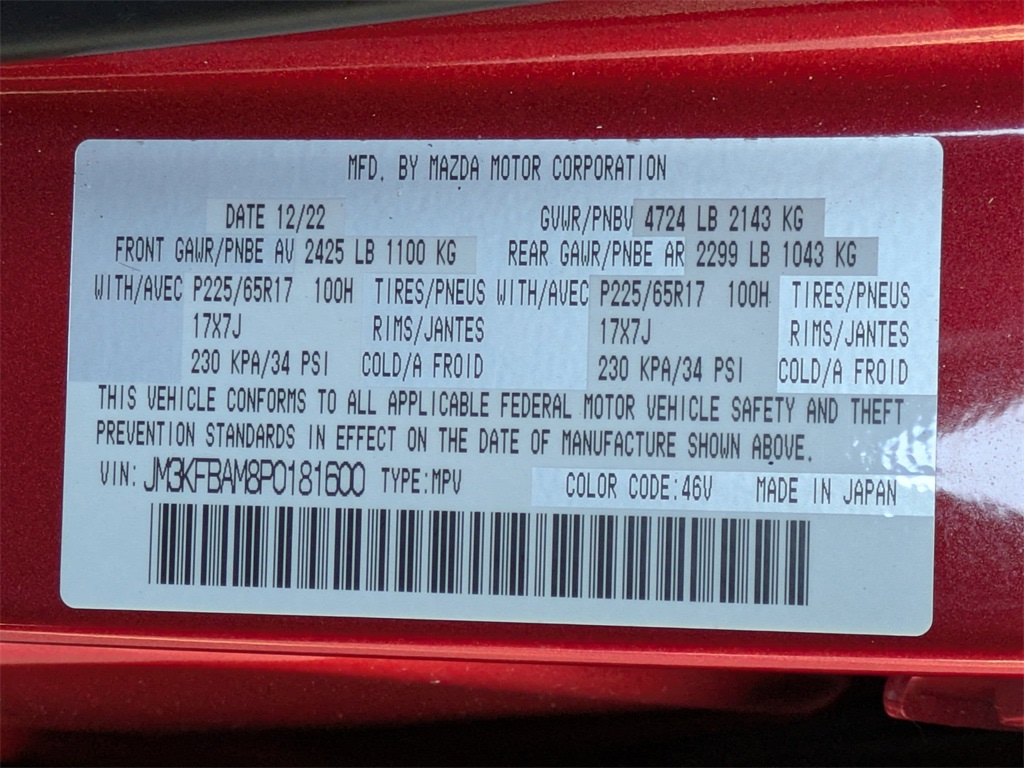 MFD. BY MAZDA MOTOR CORPORATION
DATE 12/22 GVWR/PNBV 4724 LB 2143 KG
FRONT GAWR/PNBE AV 2425 LB 1100 KG REAR GAWR/PNBE AR 2299 LB 1043 KG
WITH/AVEC P225/65R17 100H TIRES/PNEUS WITH/AVEC P225/65R17 100H TIRES/PNEUS
17X7J RIMS/JANTES 17X7J RIMS/JANTES
230 KPA/34 PSI COLD/A FROID 230 KPA/34 PSI COLD/A FROID
THIS VEHICLE CONFORMS TO ALL APPLICABLE FEDERAL MOTOR VEHICLE SAFETY AND THEFT
PREVENTION STANDARDS IN EFFECT ON THE DATE OF MANUFACTURE SHOWN ABOVE.
VIN: JM3KFBAM8P0181600 TYPE:MPV COLOR CODE:46V MADE IN JAPAN